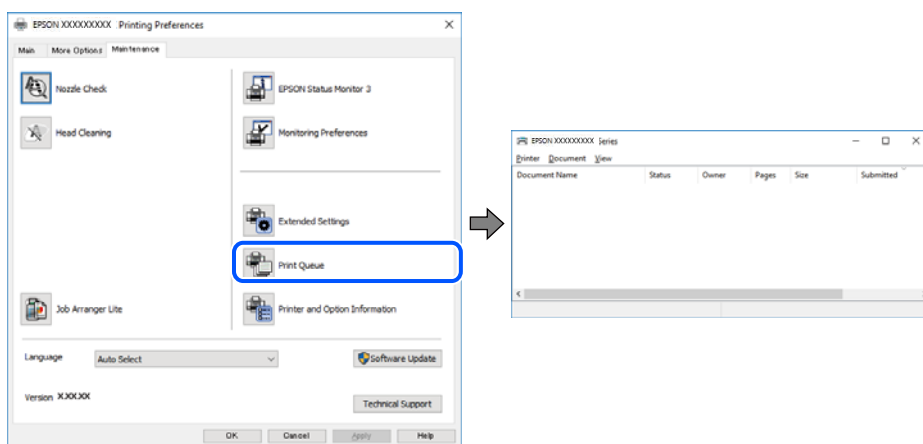 EPSON XXXXXXXXX Printing Preferences
Main More Options Maintenance
Nozzle Check
EPSON Status Monitor 3
Head Cleaning
Monitoring Preferences
Extended Settings
Print Queue
Job Arranger Lite
Printer and Option Information
Language Auto Select
Software Update
Version X.XX.XX
Technical Support
OK Cancel Apply Help
EPSON XXXXXXXXX Series
Printer Document View
Document Name Status Owner Pages Size Submitted